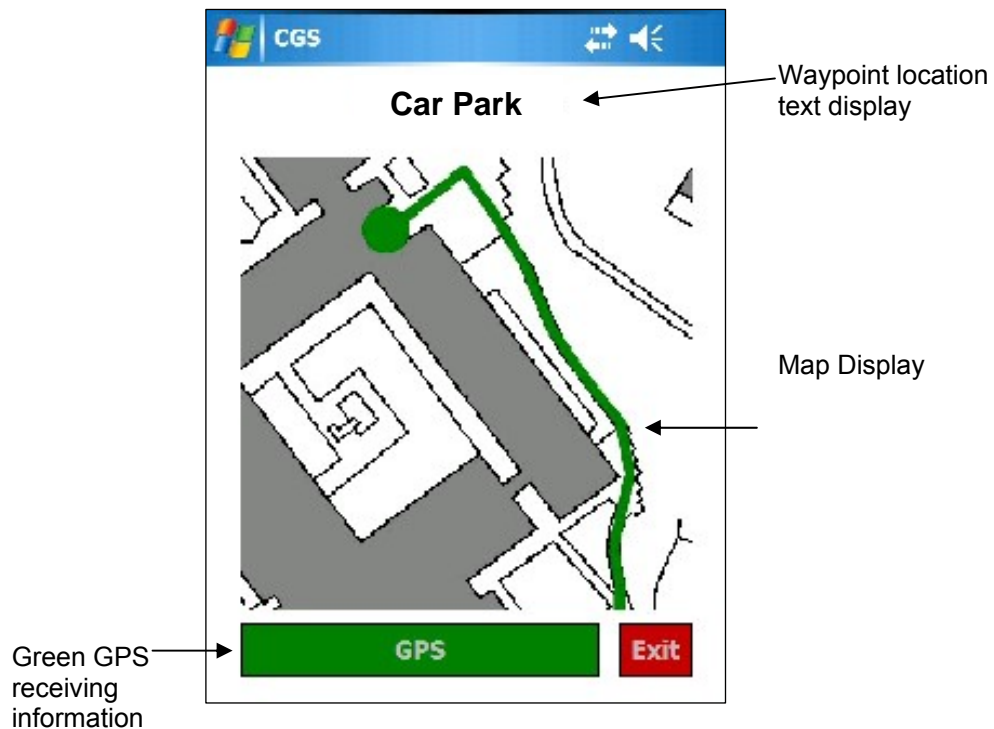 CGS
Waypoint location
text display
Car Park
Map Display
Green GPS
receiving
information
GPS
Exit